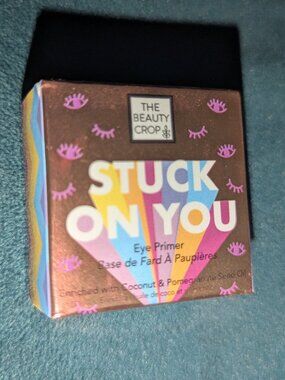 THE
BEAUTY
CROP
STUCK
ON YOU
Eye Primer
Base de Fard À Paupières
Enriched with Coconut & Pomegranate Seed Oil